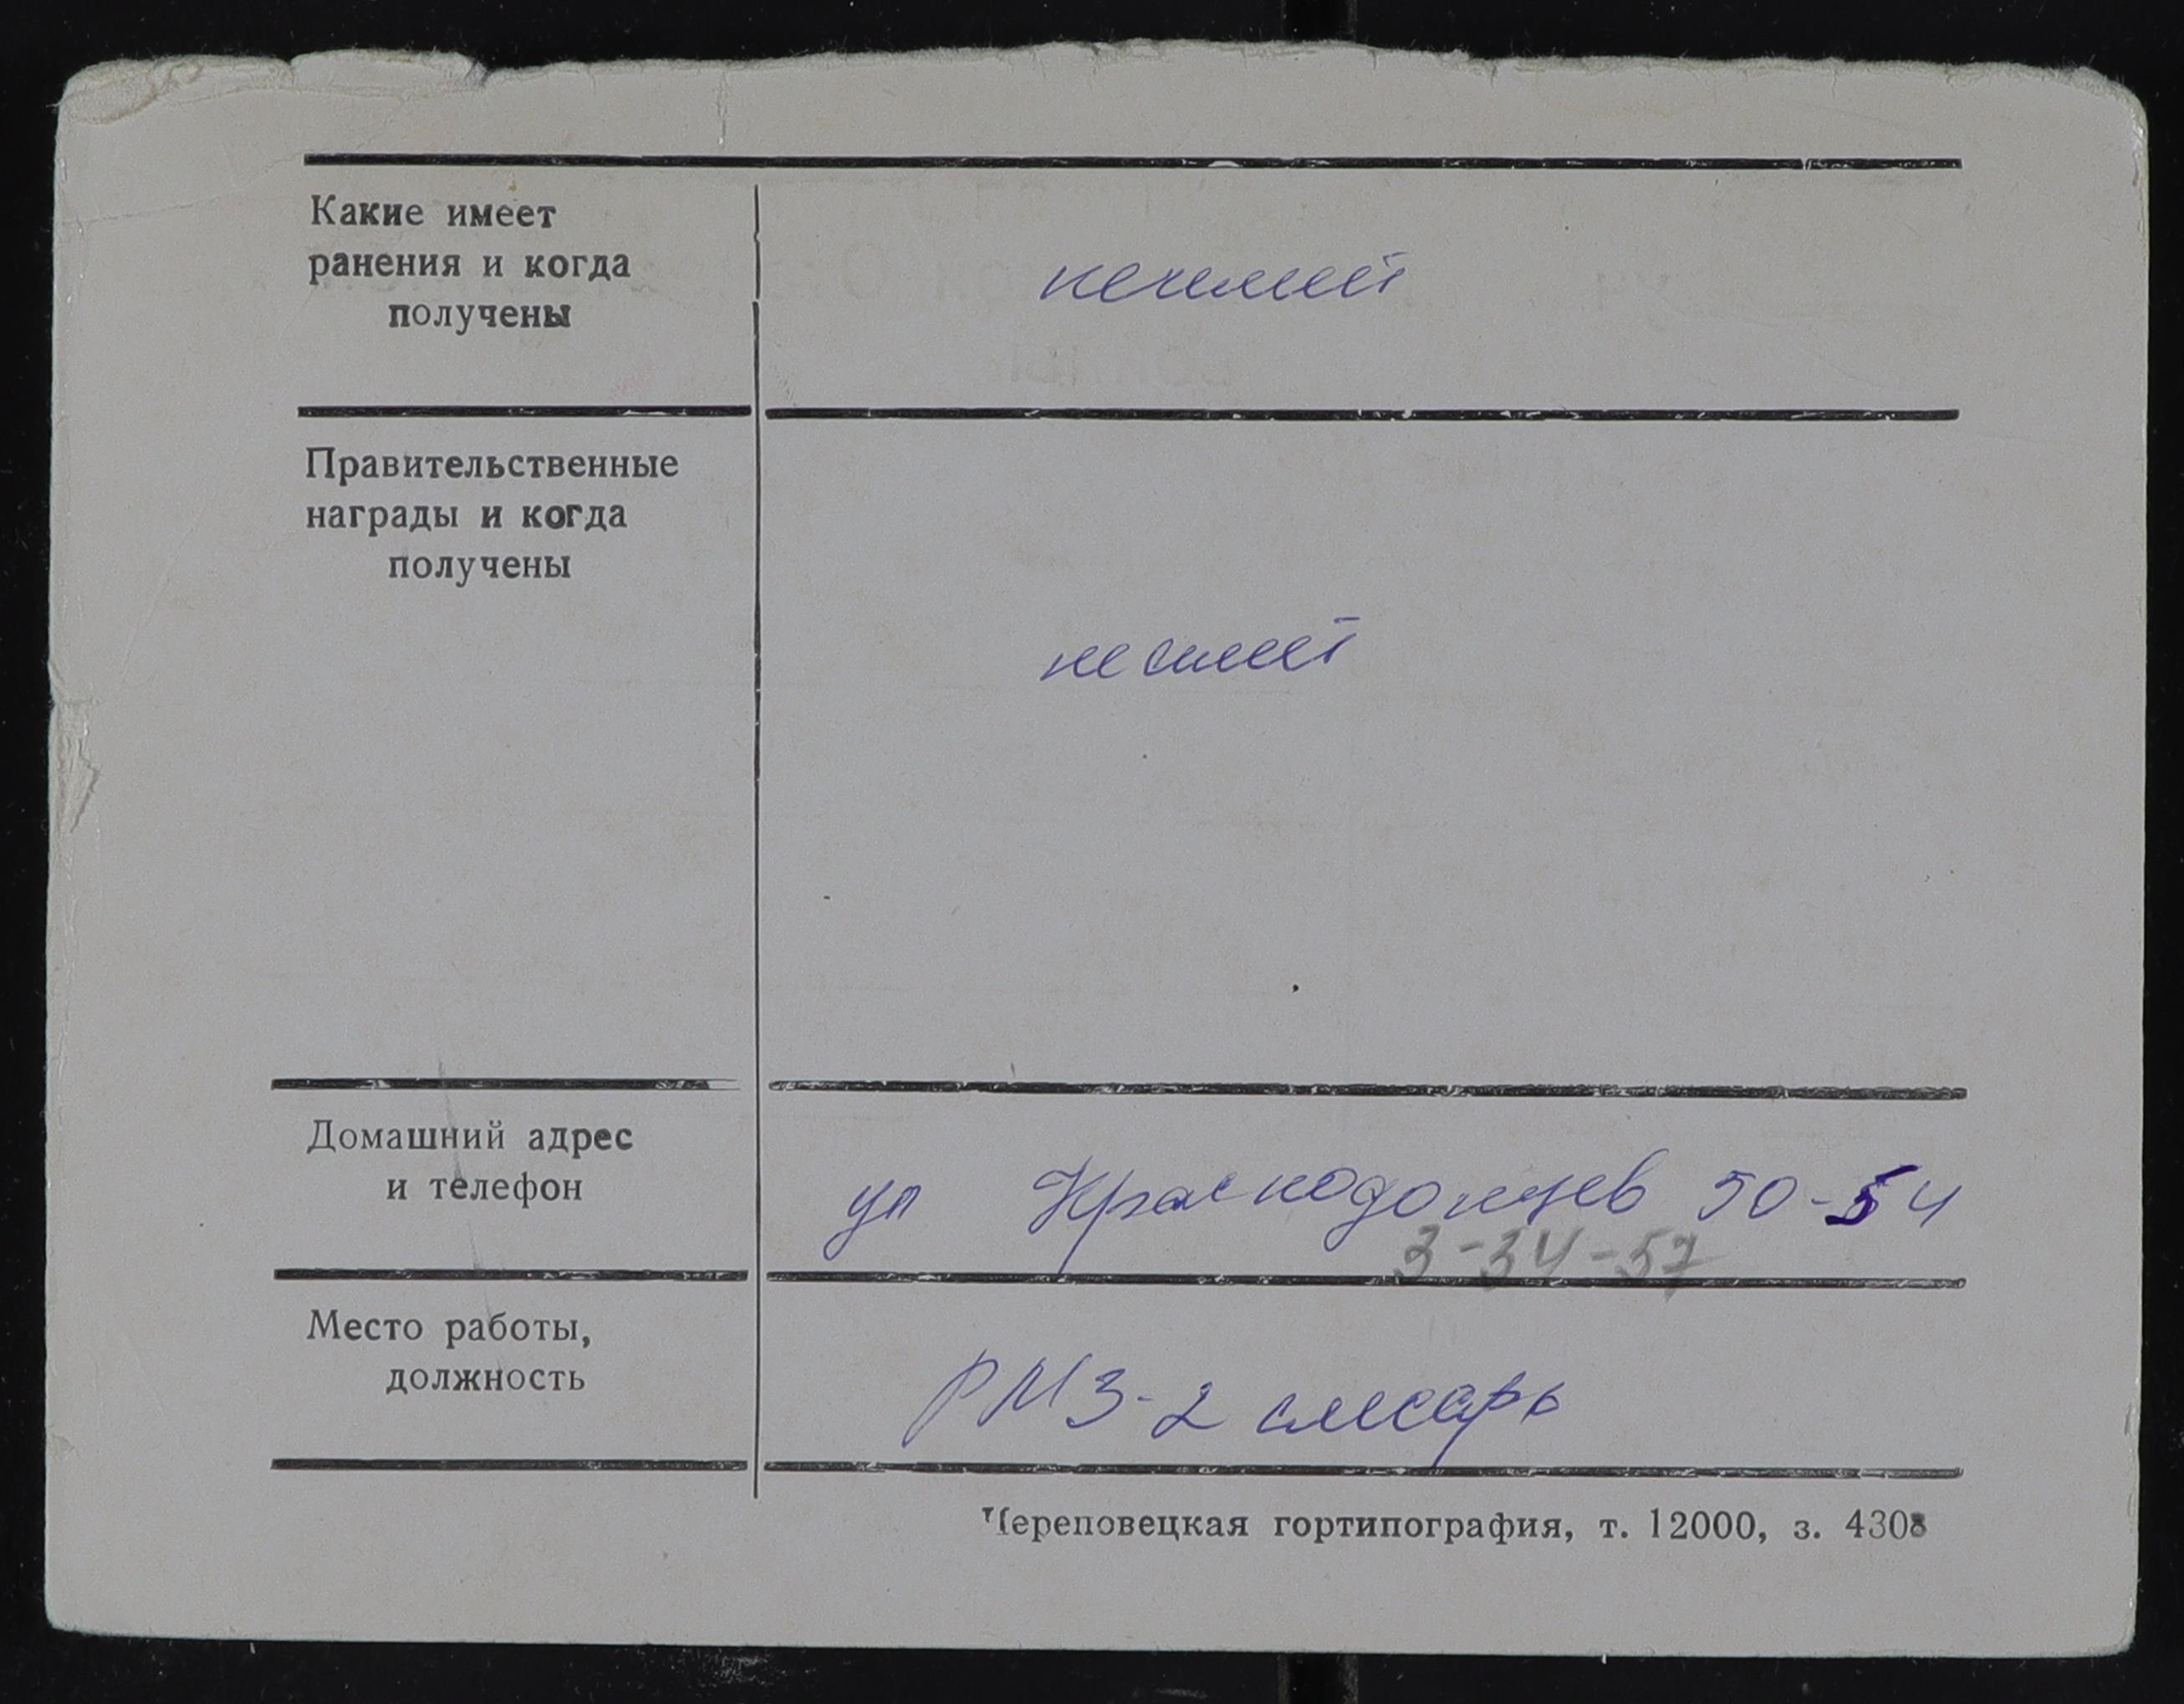 Какие имеет
ранения и когда
получены
не имеет
Правительственные
награды и когда
получены
не имеет
Домашний адрес
и телефон
ул Краснодонцев 50-54
3-34-57
Место работы,
должность
РМЗ-2 слесарь
Череповецкая гортипография, т. 12000, з. 4308